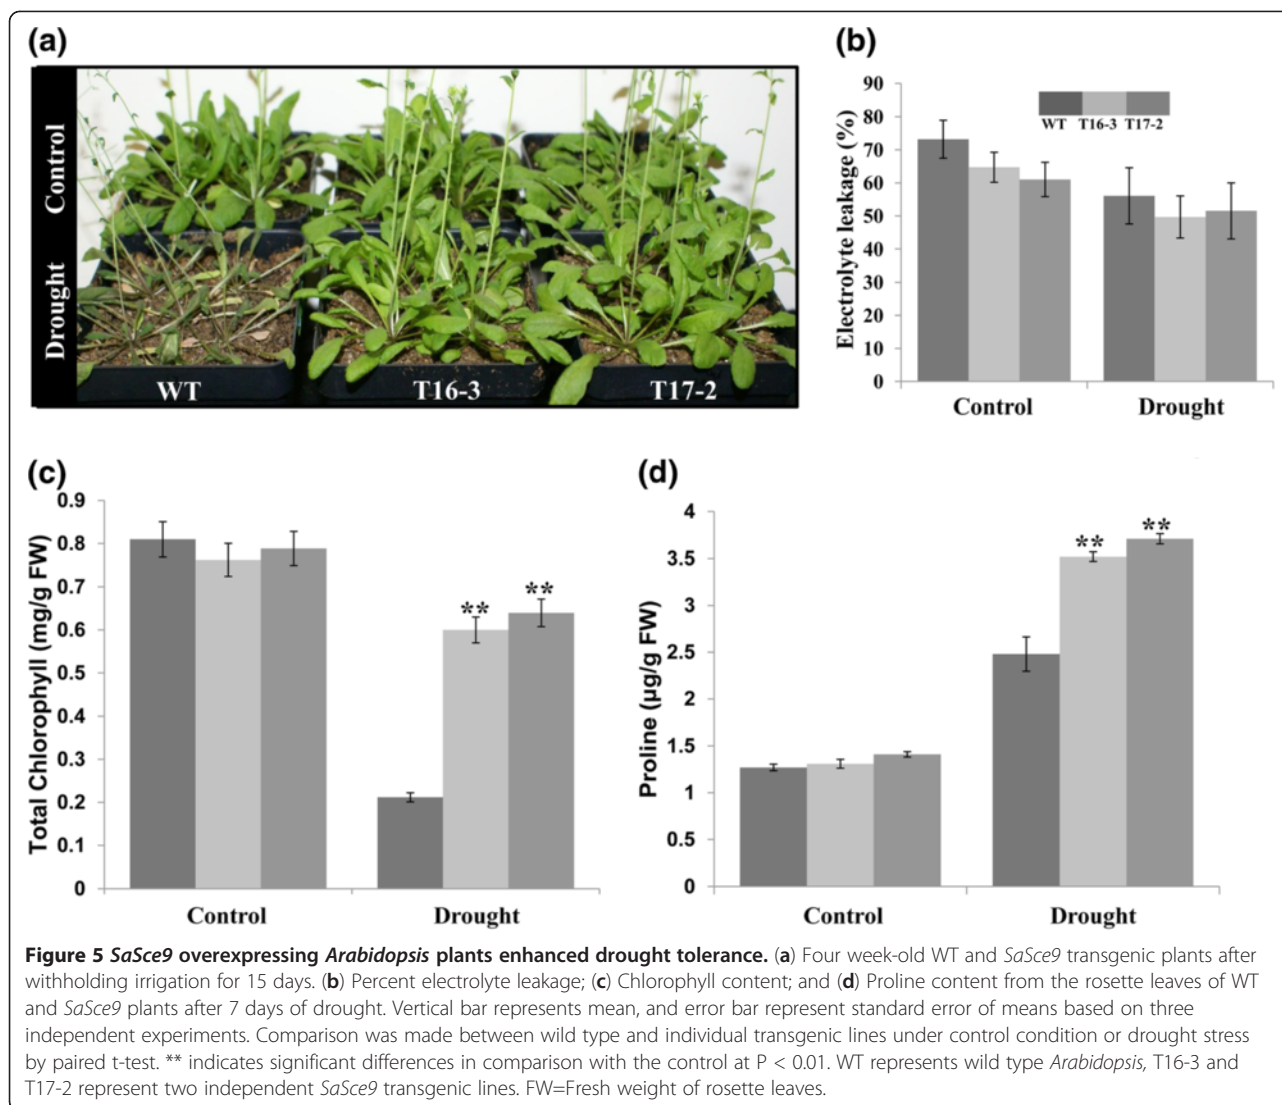 (a)
Control
Drought
WT
T16-3
T17-2
(b)
Electrolyte leakage (%)
90
80
70
60
50
40
30
20
10
0
WT T16-3 T17-2
Control
Drought
(c)
Total Chlorophyll (mg/g FW)
0.9
0.8
0.7
0.6
0.5
0.4
0.3
0.2
0.1
0
**
**
Control
Drought
(d)
Proline (µg/g FW)
4
3.5
3
2.5
2
1.5
1
0.5
0
**
**
Control
Drought
Figure 5 SaSce9 overexpressing Arabidopsis plants enhanced drought tolerance. (a) Four week-old WT and SaSce9 transgenic plants after
withholding irrigation for 15 days. (b) Percent electrolyte leakage; (c) Chlorophyll content; and (d) Proline content from the rosette leaves of WT
and SaSce9 plants after 7 days of drought. Vertical bar represents mean, and error bar represent standard error of means based on three
independent experiments. Comparison was made between wild type and individual transgenic lines under control condition or drought stress
by paired t-test. ** indicates significant differences in comparison with the control at P < 0.01. WT represents wild type Arabidopsis, T16-3 and
T17-2 represent two independent SaSce9 transgenic lines. FW=Fresh weight of rosette leaves.